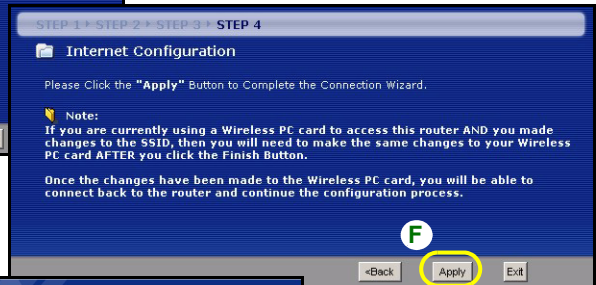 STEP 1 ▸ STEP 2 ▸ STEP 3 ▸ STEP 4
Internet Configuration
Please Click the "Apply" Button to Complete the Connection Wizard.
Note:
If you are currently using a Wireless PC card to access this router AND you made
changes to the SSID, then you will need to make the same changes to your Wireless
PC card AFTER you click the Finish Button.
Once the changes have been made to the Wireless PC card, you will be able to
connect back to the router and continue the configuration process.
F
<Back Apply Exit